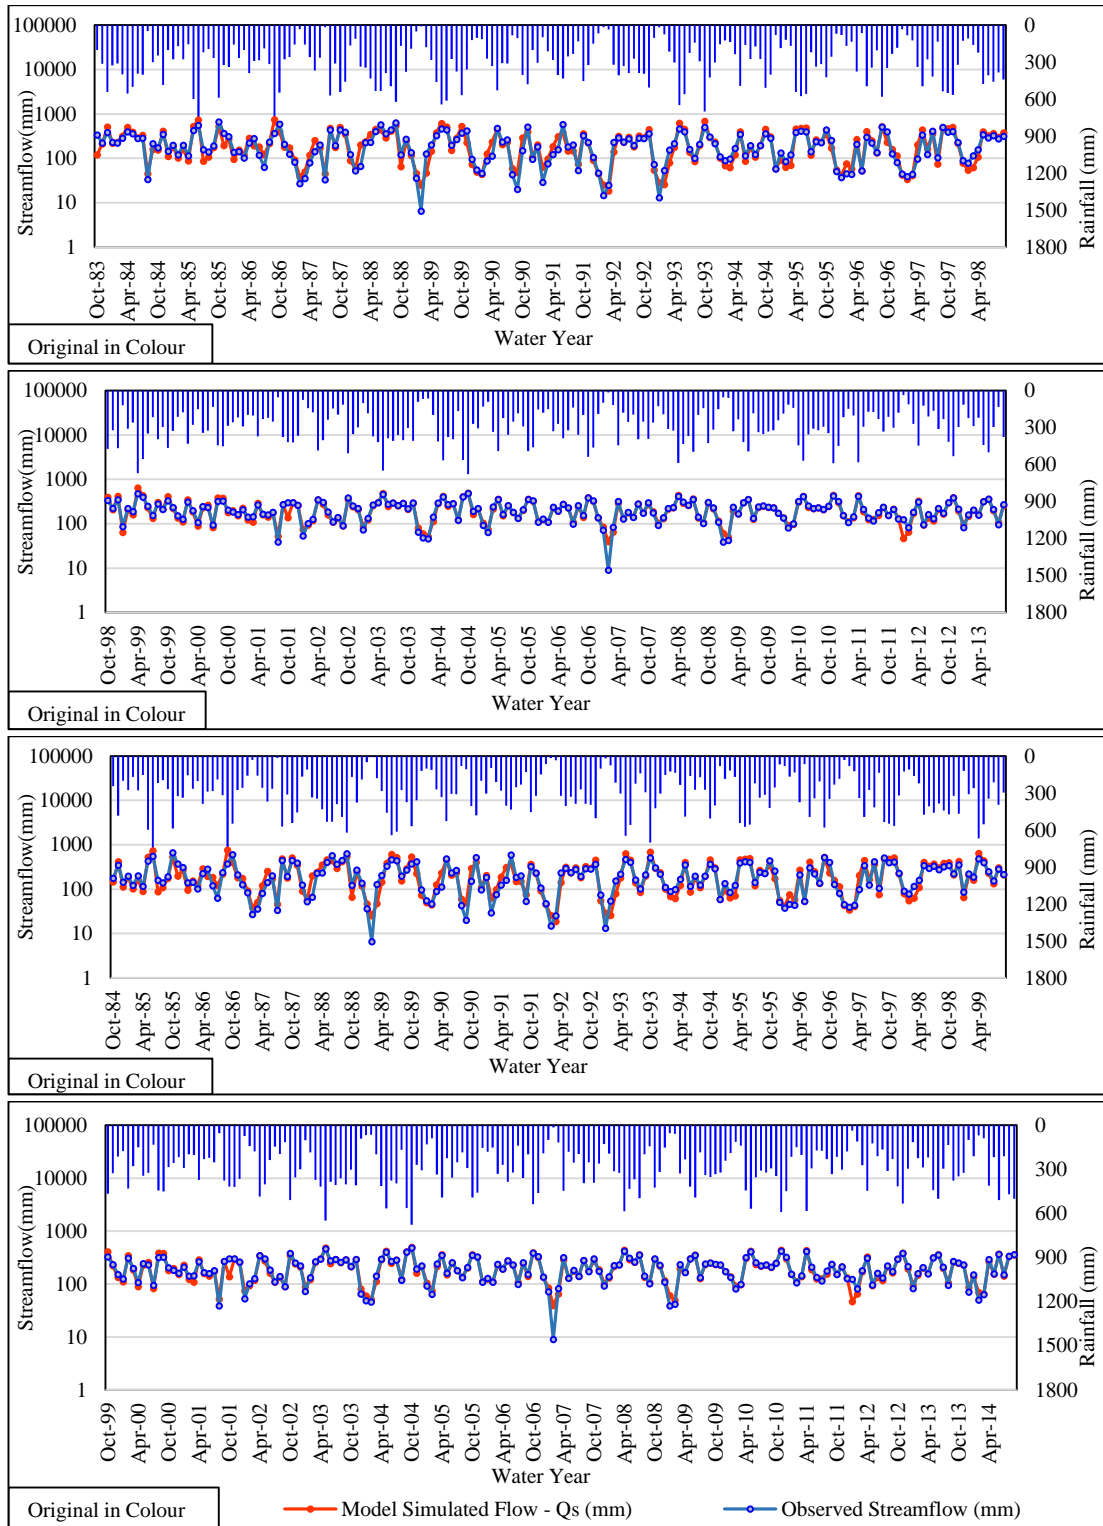 100000
10000
1000
100
10
1
Streamflow(mm)
0
300
600
900
1200
1500
1800
Rainfall (mm)
Oct-83 Apr-84 Oct-84 Apr-85 Oct-85 Apr-86 Oct-86 Apr-87 Oct-87 Apr-88 Oct-88 Apr-89 Oct-89 Apr-90 Oct-90 Apr-91 Oct-91 Apr-92 Oct-92 Apr-93 Oct-93 Apr-94 Oct-94 Apr-95 Oct-95 Apr-96 Oct-96 Apr-97 Oct-97 Apr-98
Water Year
Original in Colour
100000
10000
1000
100
10
1
Streamflow(mm)
0
300
600
900
1200
1500
1800
Rainfall (mm)
Oct-98 Apr-99 Oct-99 Apr-00 Oct-00 Apr-01 Oct-01 Apr-02 Oct-02 Apr-03 Oct-03 Apr-04 Oct-04 Apr-05 Oct-05 Apr-06 Oct-06 Apr-07 Oct-07 Apr-08 Oct-08 Apr-09 Oct-09 Apr-10 Oct-10 Apr-11 Oct-11 Apr-12 Oct-12 Apr-13
Water Year
Original in Colour
100000
10000
1000
100
10
1
Streamflow(mm)
0
300
600
900
1200
1500
1800
Rainfall (mm)
Oct-84 Apr-85 Oct-85 Apr-86 Oct-86 Apr-87 Oct-87 Apr-88 Oct-88 Apr-89 Oct-89 Apr-90 Oct-90 Apr-91 Oct-91 Apr-92 Oct-92 Apr-93 Oct-93 Apr-94 Oct-94 Apr-95 Oct-95 Apr-96 Oct-96 Apr-97 Oct-97 Apr-98 Oct-98 Apr-99
Water Year
Original in Colour
100000
10000
1000
100
10
1
Streamflow(mm)
0
300
600
900
1200
1500
1800
Rainfall (mm)
Oct-99 Apr-00 Oct-00 Apr-01 Oct-01 Apr-02 Oct-02 Apr-03 Oct-03 Apr-04 Oct-04 Apr-05 Oct-05 Apr-06 Oct-06 Apr-07 Oct-07 Apr-08 Oct-08 Apr-09 Oct-09 Apr-10 Oct-10 Apr-11 Oct-11 Apr-12 Oct-12 Apr-13 Oct-13 Apr-14
Water Year
Original in Colour
Model Simulated Flow - Qs (mm)
Observed Streamflow (mm)